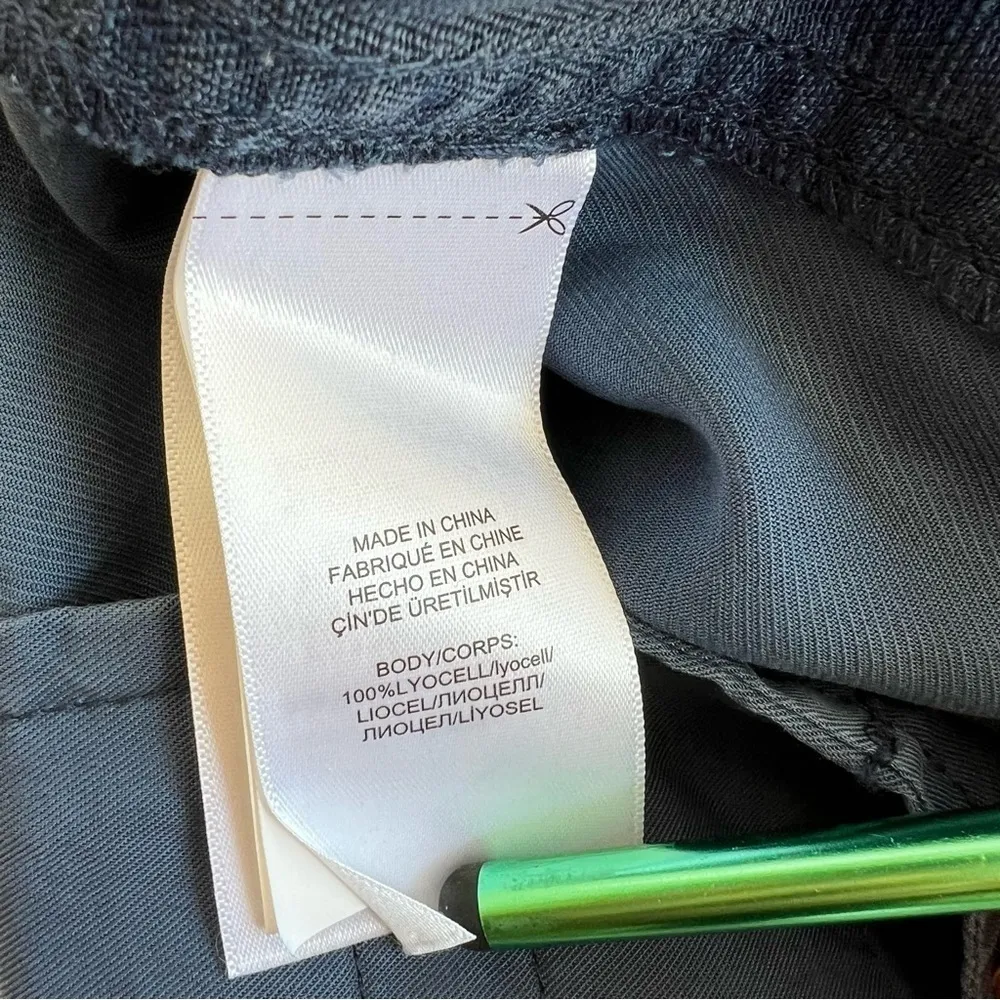 MADE IN CHINA
FABRIQUÉ EN CHINE
HECHO EN CHINA
ÇİN'DE ÜRETİLMİŞTİR
BODY/CORPS:
100%LYOCELL/lyocell/
LIOCEL/ЛИОЦЕЛЛ/
ЛИОЦЕЛ/LİYOSEL